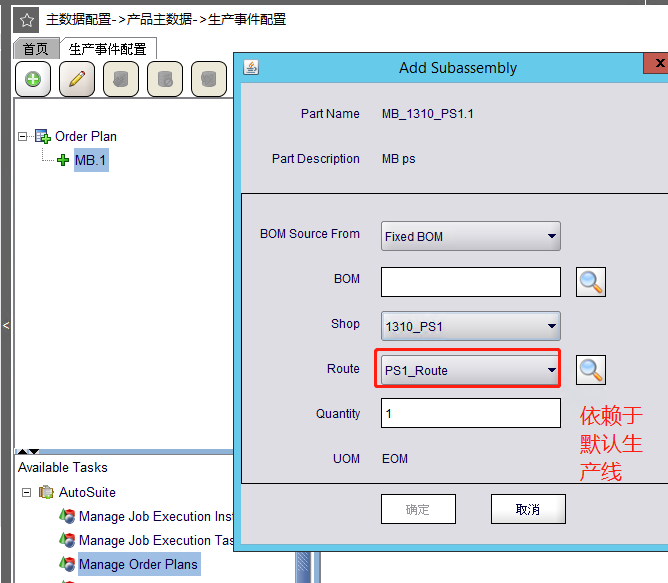 主数据配置->产品主数据->生产事件配置
首页
生产事件配置
Order Plan
MB.1
Add Subassembly
X
Part Name
MB_1310_PS1.1
Part Description
MB ps
BOM Source From
Fixed BOM
BOM
Shop
1310_PS1
Route
PS1_Route
Quantity
1
UOM
EOM
依赖于
默认生
产线
确定
取消
<
Available Tasks
AutoSuite
Manage Job Execution Inst
Manage Job Execution Tas
Manage Order Plans